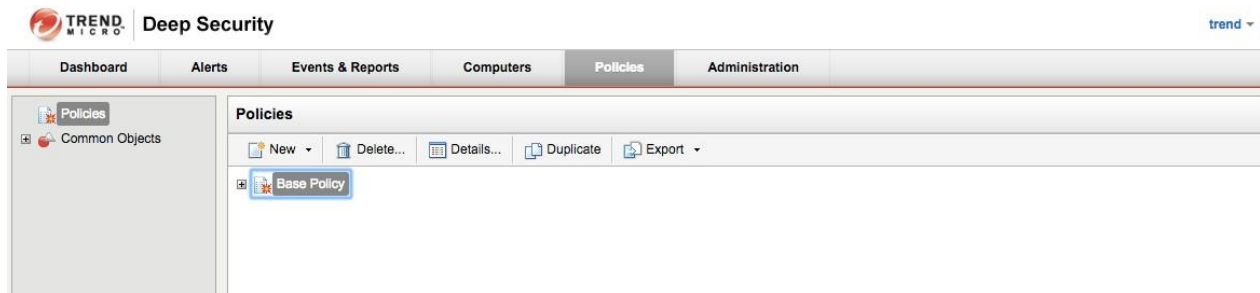 TREND MICRO Deep Security
trend
Dashboard Alerts Events & Reports Computers Policies Administration
Policies
Common Objects
Policies
New Delete... Details... Duplicate Export
Base Policy